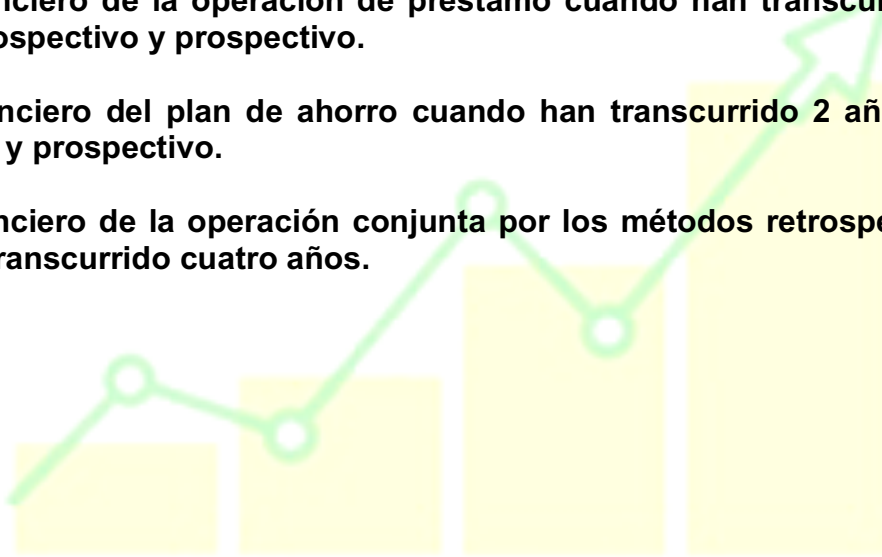 nciero de la operación de préstamo cuando han transcu
ospectivo y prospectivo.
nciero del plan de ahorro cuando han transcurrido 2 añ
y prospectivo.
nciero de la operación conjunta por los métodos retrospe
ranscurrido cuatro años.